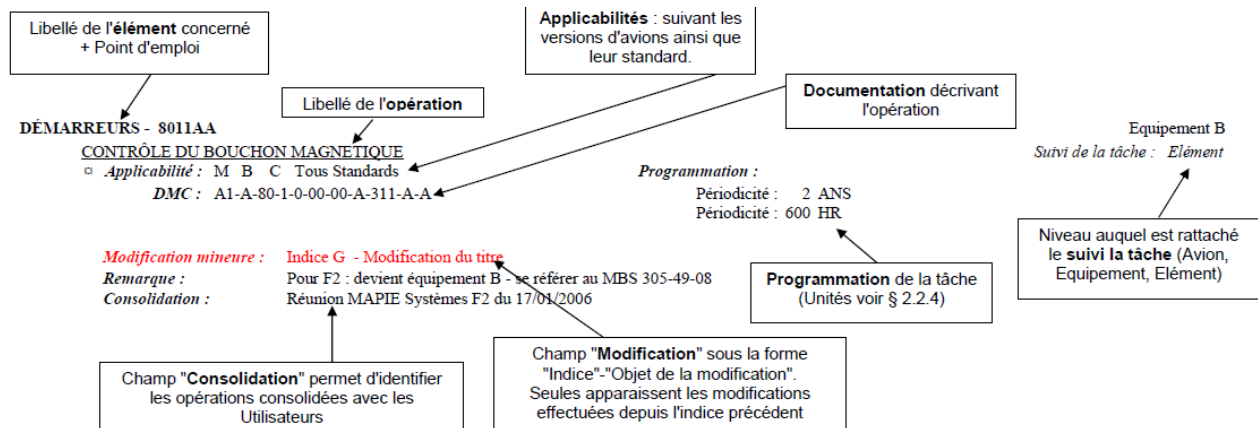 Libellé de l'élément concerné
+ Point d'emploi
Applicabilités : suivant les
versions d'avions ainsi que
leur standard.
Libellé de l'opération
Documentation décrivant
l'opération
DÉMARREURS - 8011AA
Equipement B
CONTRÔLE DU BOUCHON MAGNETIQUE
Suivi de la tâche : Elément
¤ Applicabilité : M B C Tous Standards
Programmation :
DMC : A1-A-80-1-0-00-00-A-311-A-A
Périodicité : 2 ANS
Périodicité : 600 HR
Niveau auquel est rattaché
le suivi la tâche (Avion,
Equipement, Elément)
Modification mineure : Indice G - Modification du titre
Remarque : Pour F2 : devient équipement B - se référer au MBS 305-49-08
Consolidation : Réunion MAPIE Systèmes F2 du 17/01/2006
Programmation de la tâche
(Unités voir § 2.2.4)
Champ "Consolidation" permet d'identifier
les opérations consolidées avec les
Utilisateurs
Champ "Modification" sous la forme
"Indice"-"Objet de la modification".
Seules apparaissent les modifications
effectuées depuis l'indice précédent